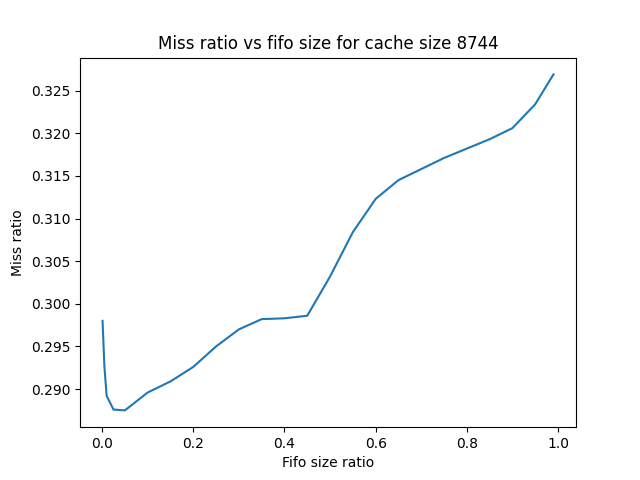 Miss ratio vs fifo size for cache size 8744
Miss ratio
0.325
0.320
0.315
0.310
0.305
0.300
0.295
0.290
0.0 0.2 0.4 0.6 0.8 1.0
Fifo size ratio